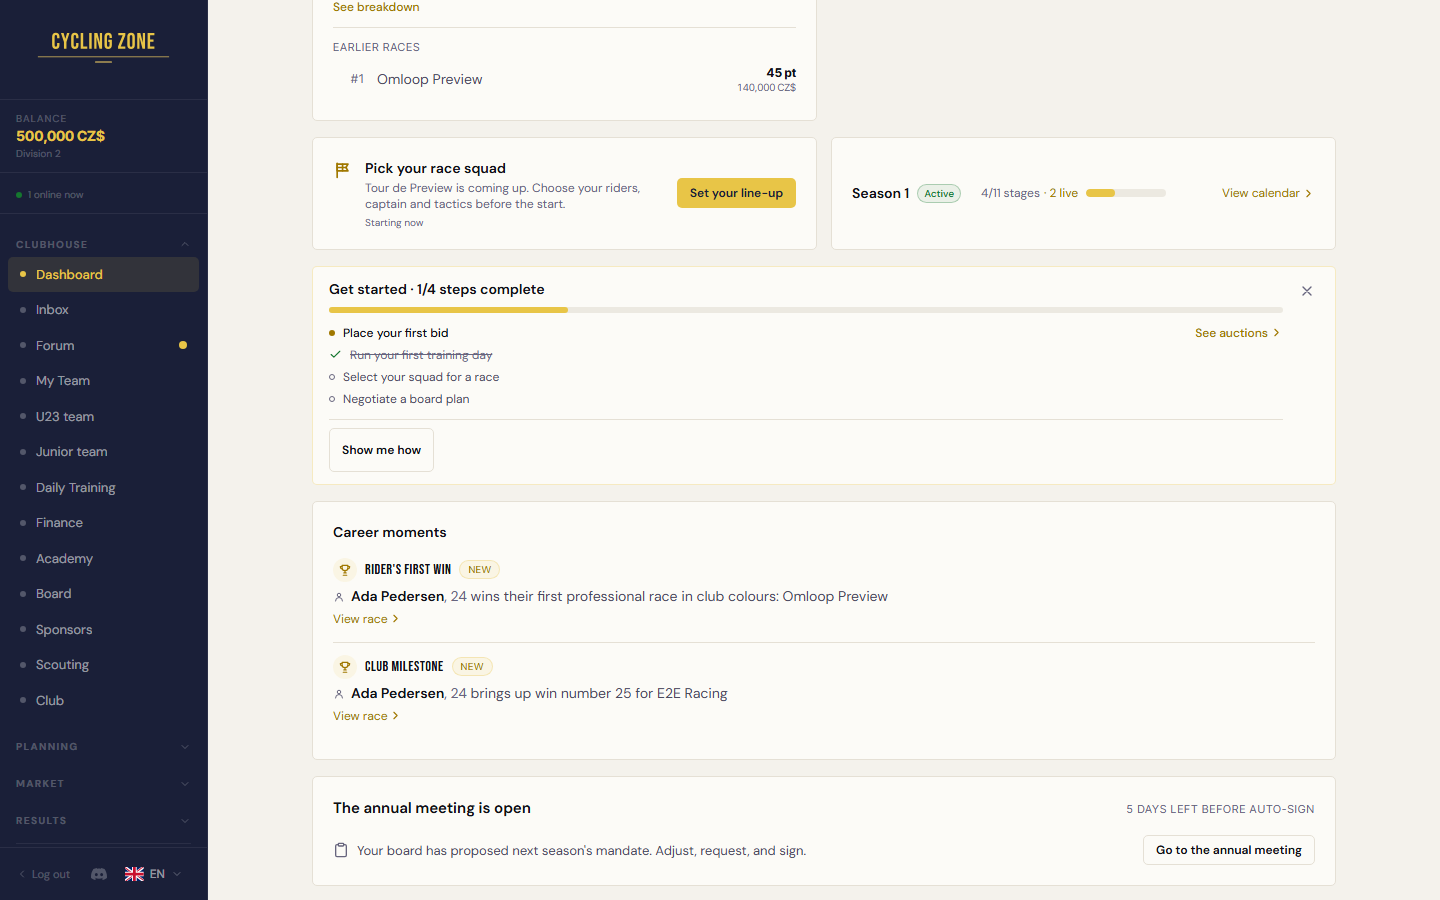 CYCLING ZONE
BALANCE
500,000 CZ$
Division 2
1 online now
CLUBHOUSE
Dashboard
Inbox
Forum
My Team
U23 team
Junior team
Daily Training
Finance
Academy
Board
Sponsors
Scouting
Club
PLANNING
MARKET
RESULTS
Log out
EN
See breakdown
EARLIER RACES
#1 Omloop Preview 45 pt
140,000 CZ$
Pick your race squad
Tour de Preview is coming up. Choose your riders,
captain and tactics before the start.
Starting now
Set your line-up
Season 1 Active 4/11 stages · 2 live View calendar
Get started · 1/4 steps complete
Place your first bid See auctions
Run your first training day
Select your squad for a race
Negotiate a board plan
Show me how
Career moments
RIDER'S FIRST WIN NEW
Ada Pedersen, 24 wins their first professional race in club colours: Omloop Preview
View race
CLUB MILESTONE NEW
Ada Pedersen, 24 brings up win number 25 for E2E Racing
View race
The annual meeting is open 5 DAYS LEFT BEFORE AUTO-SIGN
Your board has proposed next season's mandate. Adjust, request, and sign. Go to the annual meeting